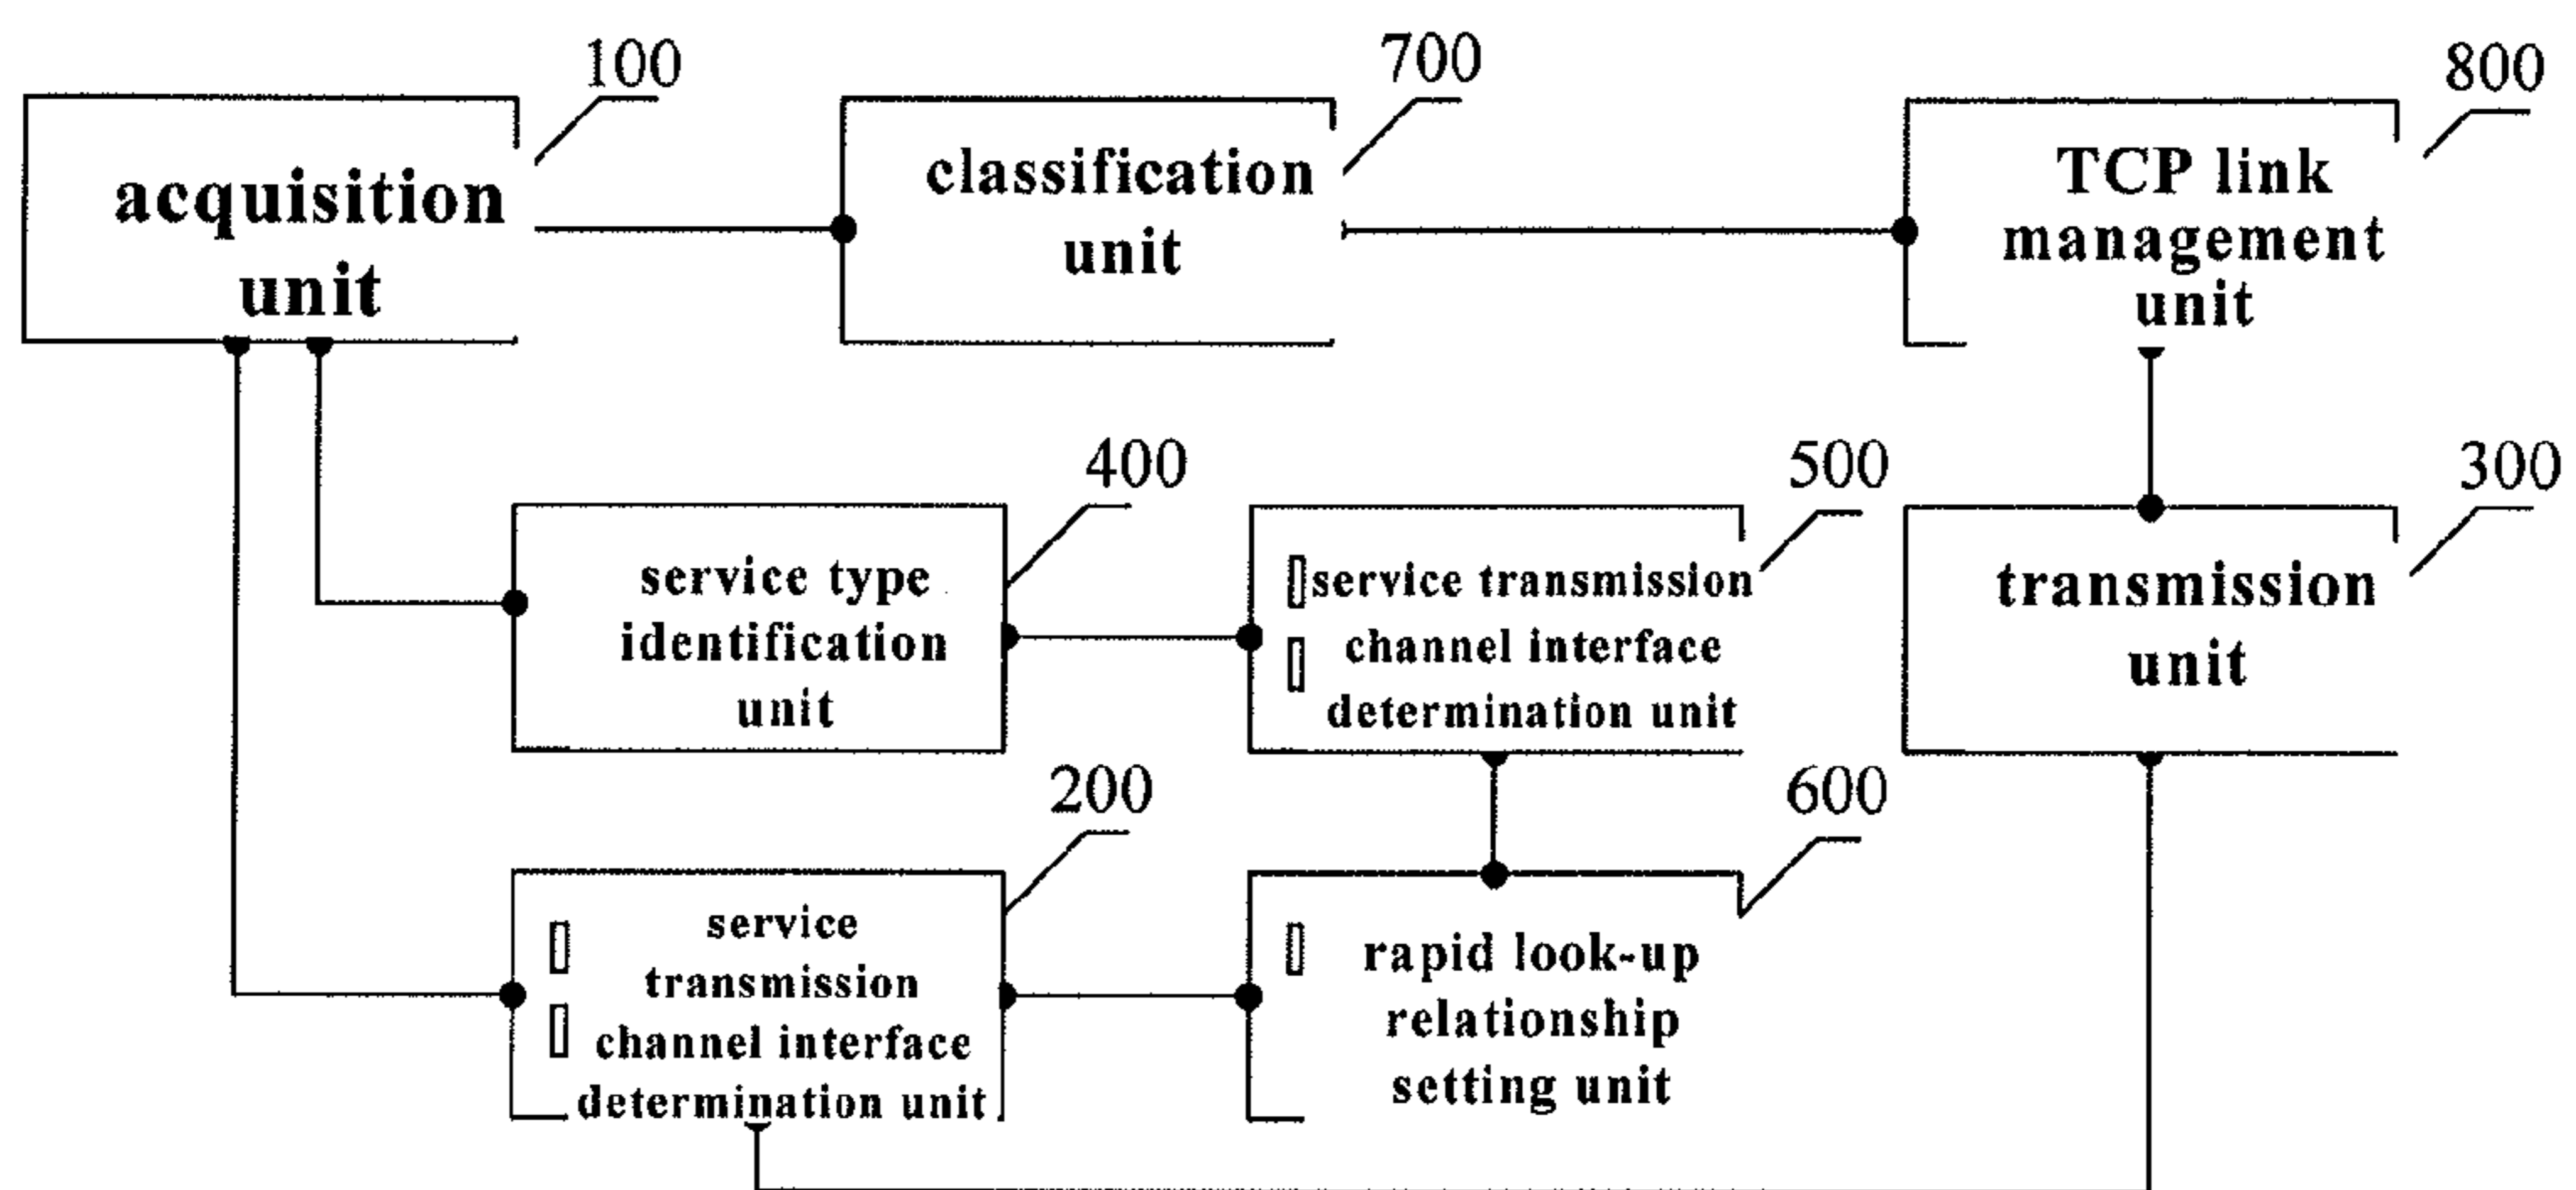 100
acquisition
unit
700
classification
unit
800
TCP link
management
unit
400
service type
identification
unit
500
service transmission
channel interface
determination unit
300
transmission
unit
200
service
transmission
channel interface
determination unit
600
rapid look-up
relationship
setting unit